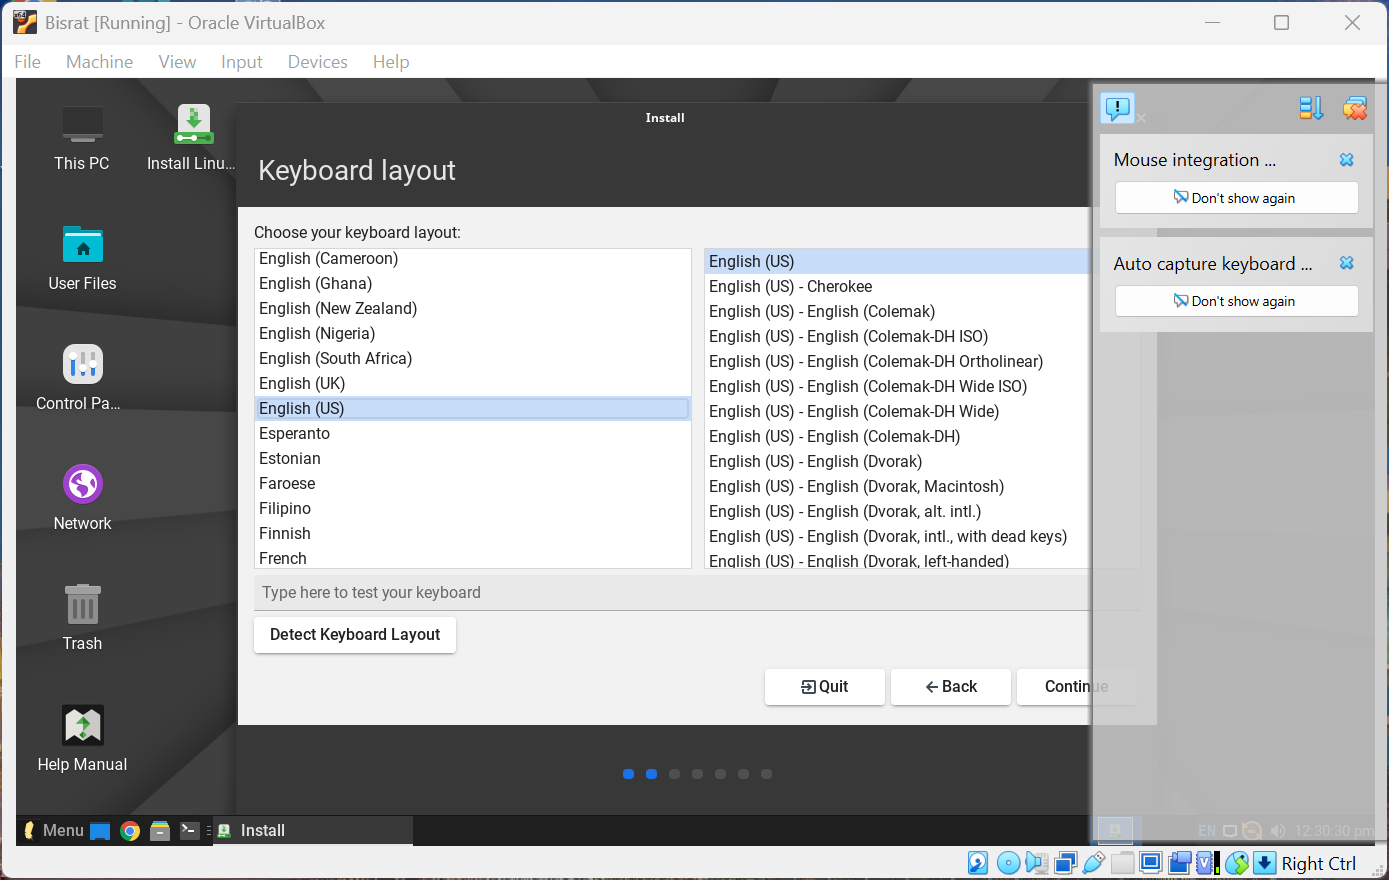 Bisrat [Running] - Oracle VirtualBox
File Machine View Input Devices Help
This PC
Install Linu...
User Files
Control Pa...
Network
Trash
Help Manual
Install
Keyboard layout
Choose your keyboard layout:
English (Cameroon)
English (Ghana)
English (New Zealand)
English (Nigeria)
English (South Africa)
English (UK)
English (US)
Esperanto
Estonian
Faroese
Filipino
Finnish
French
English (US)
English (US) - Cherokee
English (US) - English (Colemak)
English (US) - English (Colemak-DH ISO)
English (US) - English (Colemak-DH Ortholinear)
English (US) - English (Colemak-DH Wide ISO)
English (US) - English (Colemak-DH Wide)
English (US) - English (Colemak-DH)
English (US) - English (Dvorak)
English (US) - English (Dvorak, Macintosh)
English (US) - English (Dvorak, alt. intl.)
English (US) - English (Dvorak, intl., with dead keys)
English (US) - English (Dvorak, left-handed)
Type here to test your keyboard
Detect Keyboard Layout
Quit
Back
Continue
Mouse integration ...
Don't show again
Auto capture keyboard ...
Don't show again
Menu
Install
EN
12:30:30 pm
Right Ctrl